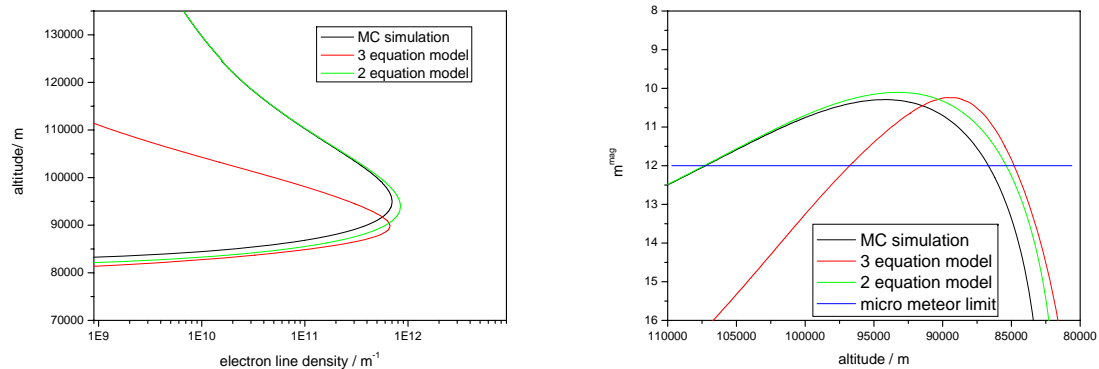 130000
120000
110000
100000
90000
80000
70000
altitude/ m
1E9
1E10
1E11
1E12
electron line density / m-1
MC simulation
3 equation model
2 equation model
8
9
10
11
12
13
14
15
16
m^mag
110000
105000
100000
95000
90000
85000
80000
altitude / m
MC simulation
3 equation model
2 equation model
micro meteor limit